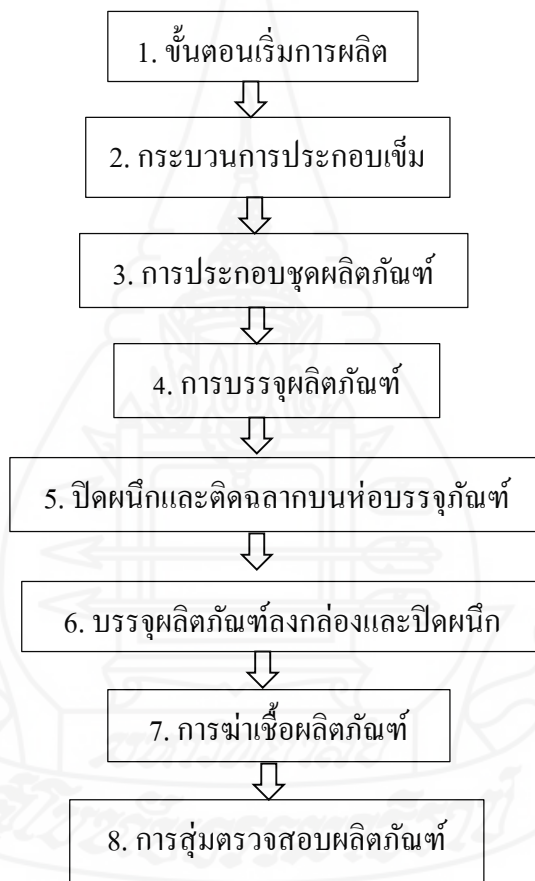 1. ขั้นตอนเริ่มการผลิต
2. กระบวนการประกอบเข็ม
3. การประกอบชุดผลิตภัณฑ์
4. การบรรจุผลิตภัณฑ์
5. ปิดผนึกและติดฉลากบนห่อบรรจุภัณฑ์
6. บรรจุผลิตภัณฑ์ลงกล่องและปิดผนึก
7. การฆ่าเชื้อผลิตภัณฑ์
8. การสุ่มตรวจสอบผลิตภัณฑ์